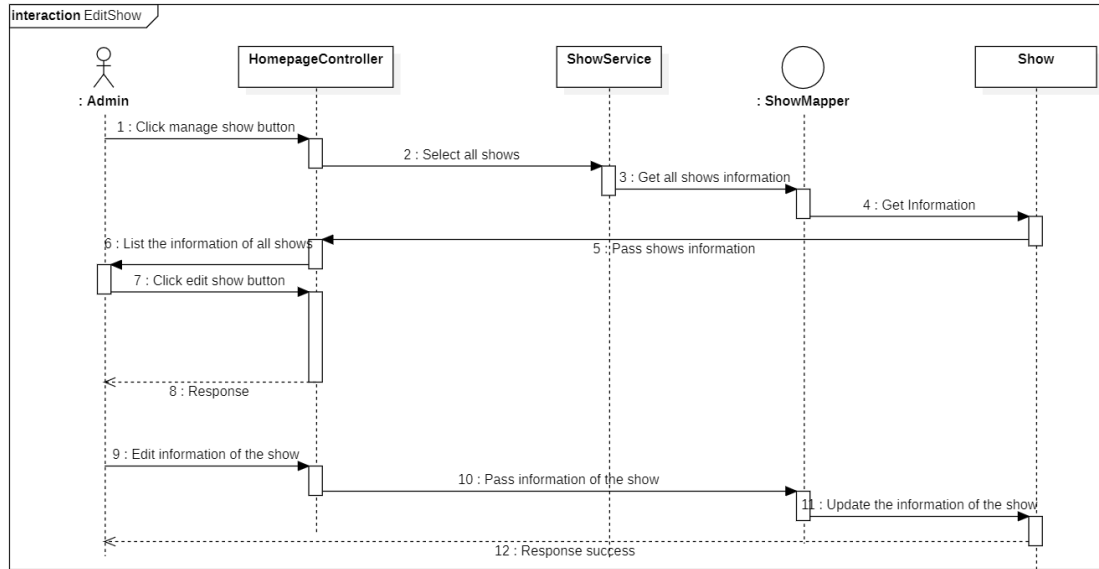 interaction EditShow
HomepageController
ShowService
Show
: Admin
: ShowMapper
1 : Click manage show button
2 : Select all shows
3 : Get all shows information
4 : Get Information
6 : List the information of all shows
5 : Pass shows information
7 : Click edit show button
8 : Response
9 : Edit information of the show
10 : Pass information of the show
11 : Update the information of the show
12 : Response success